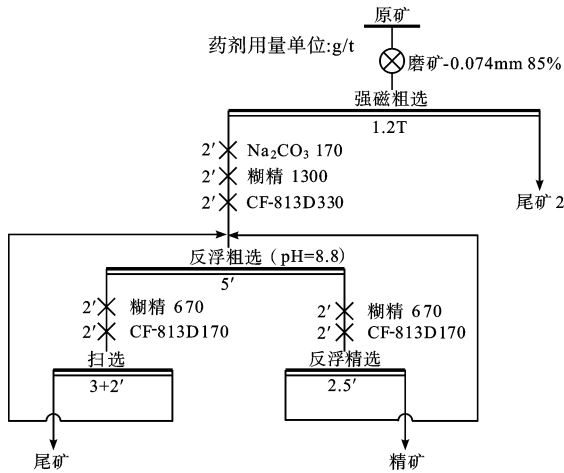 原矿
药剂用量单位:g/t
磨矿-0.074mm 85%
强磁粗选
1.2T
2′ Na₂CO₃ 170
2′ 糊精 1300
2′ CF-813D330
尾矿 2
反浮粗选（pH=8.8）
5′
2′ 糊精 670
2′ 糊精 670
2′ CF-813D170
2′ CF-813D170
扫选
反浮精选
3+2′
2.5′
尾矿
精矿